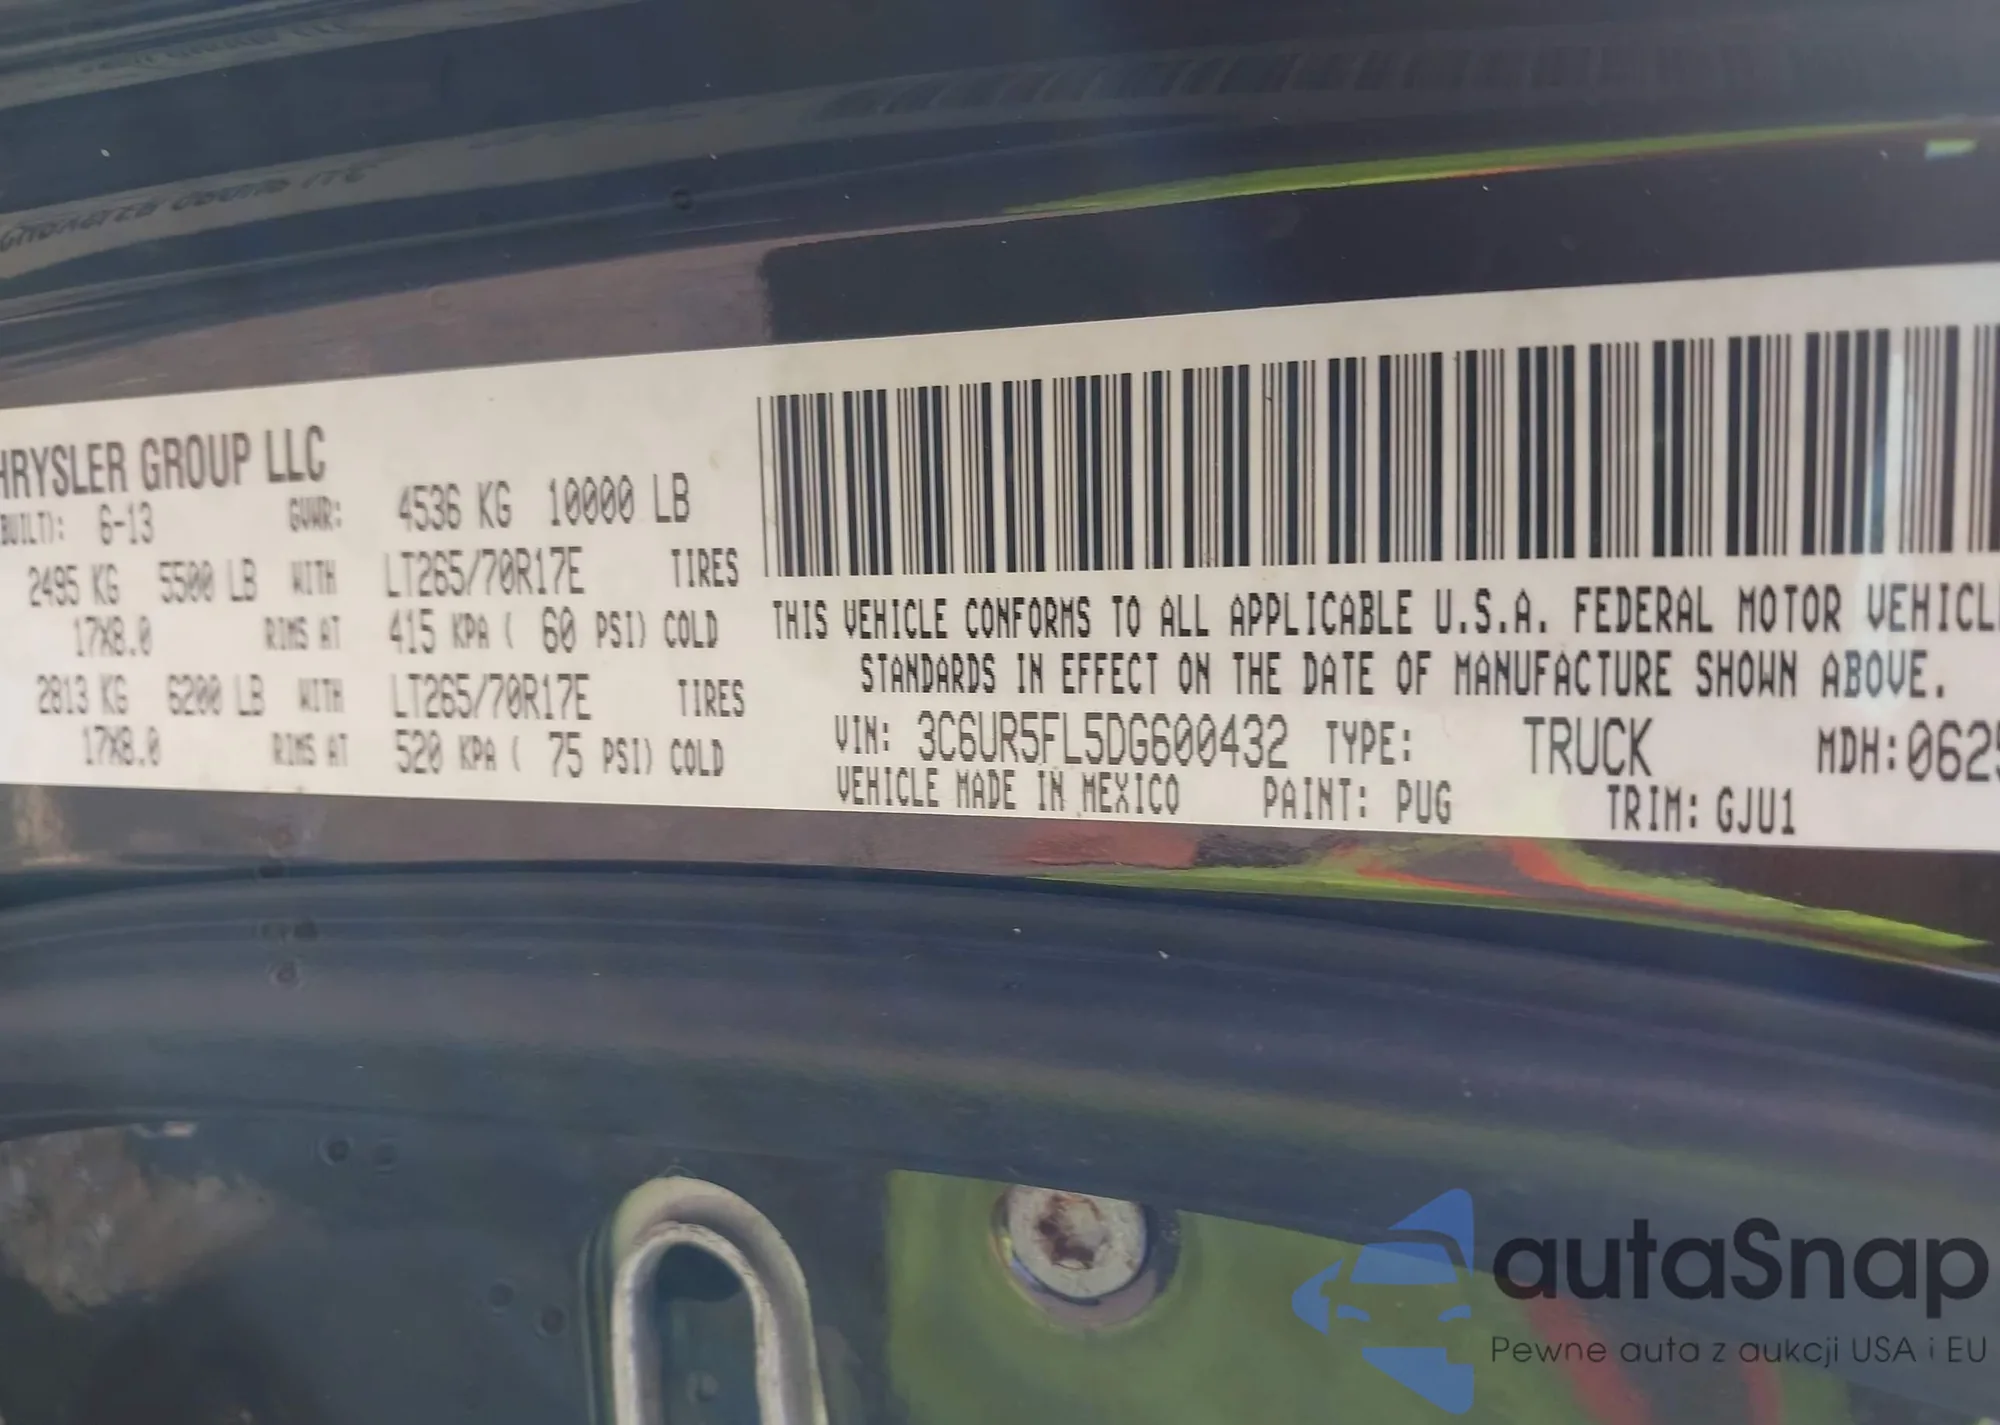 HRYSLER GROUP LLC
BUILT): 6-13 GVWR: 4536 KG 10000 LB
2495 KG 5500 LB WITH LT265/70R17E TIRES
17X8.0 RIMS AT 415 KPA ( 60 PSI) COLD
2813 KG 6200 LB WITH LT265/70R17E TIRES
17X8.0 RIMS AT 520 KPA ( 75 PSI) COLD
THIS VEHICLE CONFORMS TO ALL APPLICABLE U.S.A. FEDERAL MOTOR VEHICL
STANDARDS IN EFFECT ON THE DATE OF MANUFACTURE SHOWN ABOVE.
VIN: 3C6UR5FL5DG600432 TYPE: TRUCK MDH:0625
VEHICLE MADE IN MEXICO PAINT: PUG TRIM: GJU1
autaSnap
Pewne auta z aukcji USA i EU